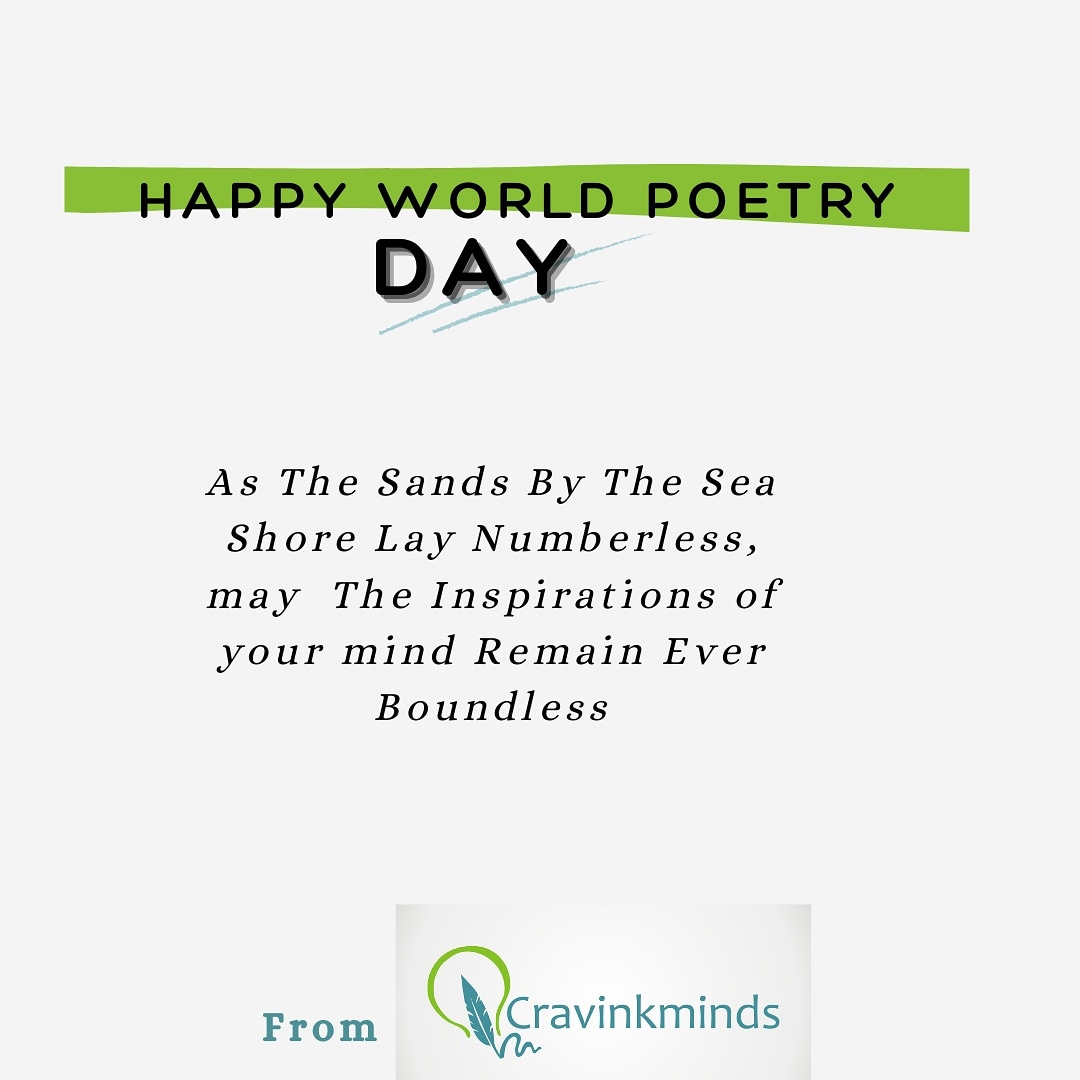 HAPPY WORLD POETRY
DAY
As The Sands By The Sea
Shore Lay Numberless,
may  The Inspirations of
your mind Remain Ever
Boundless
From
Cravinkminds